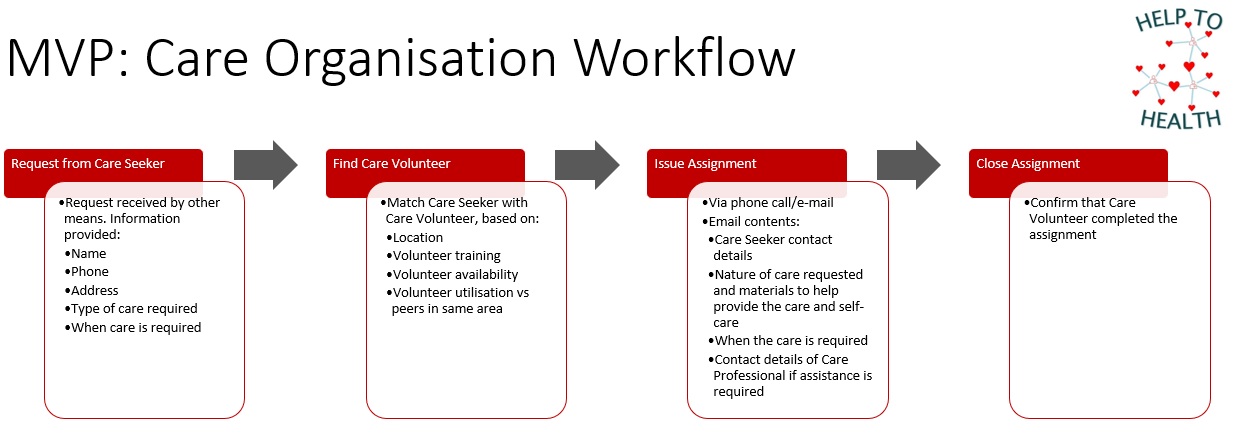 MVP: Care Organisation Workflow
HELP TO
HEALTH
Request from Care Seeker
•Request received by other
means. Information
provided:
•Name
•Phone
•Address
•Type of care required
•When care is required
Find Care Volunteer
•Match Care Seeker with
Care Volunteer, based on:
•Location
•Volunteer training
•Volunteer availability
•Volunteer utilisation vs
peers in same area
Issue Assignment
•Via phone call/e-mail
•Email contents:
•Care Seeker contact
details
•Nature of care requested
and materials to help
provide the care and self-
care
•When the care is required
•Contact details of Care
Professional if assistance is
required
Close Assignment
•Confirm that Care
Volunteer completed the
assignment